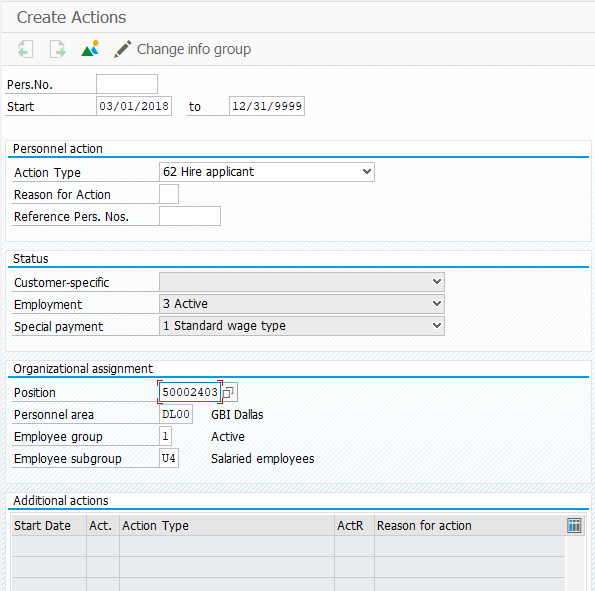 Create Actions
Change info group
Pers.No.
Start 03/01/2018 to 12/31/9999
Personnel action
Action Type 62 Hire applicant
Reason for Action
Reference Pers. Nos.
Status
Customer-specific
Employment 3 Active
Special payment 1 Standard wage type
Organizational assignment
Position 50002403
Personnel area DL00 GBI Dallas
Employee group 1 Active
Employee subgroup U4 Salaried employees
Additional actions
Start Date Act. Action Type ActR Reason for action